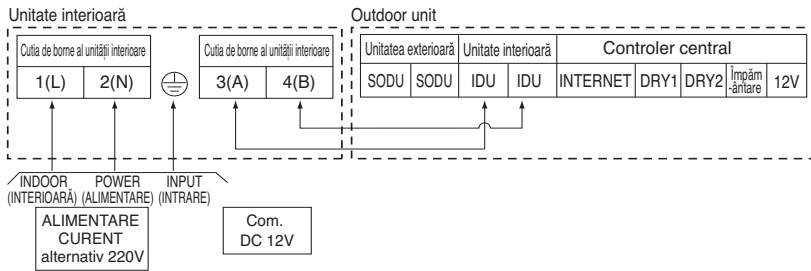 Unitate interioară
Outdoor unit
Cutia de borne al unității interioare
Cutia de borne al unității interioare
1(L) 2(N) 3(A) 4(B)
Unitatea exterioară Unitate interioară Controler central
SODU SODU IDU IDU INTERNET DRY1 DRY2 Împăm
-ântare 12V
INDOOR POWER INPUT
(INTERIOARĂ) (ALIMENTARE) (INTRARE)
ALIMENTARE
CURENT
alternativ 220V
Com.
DC 12V